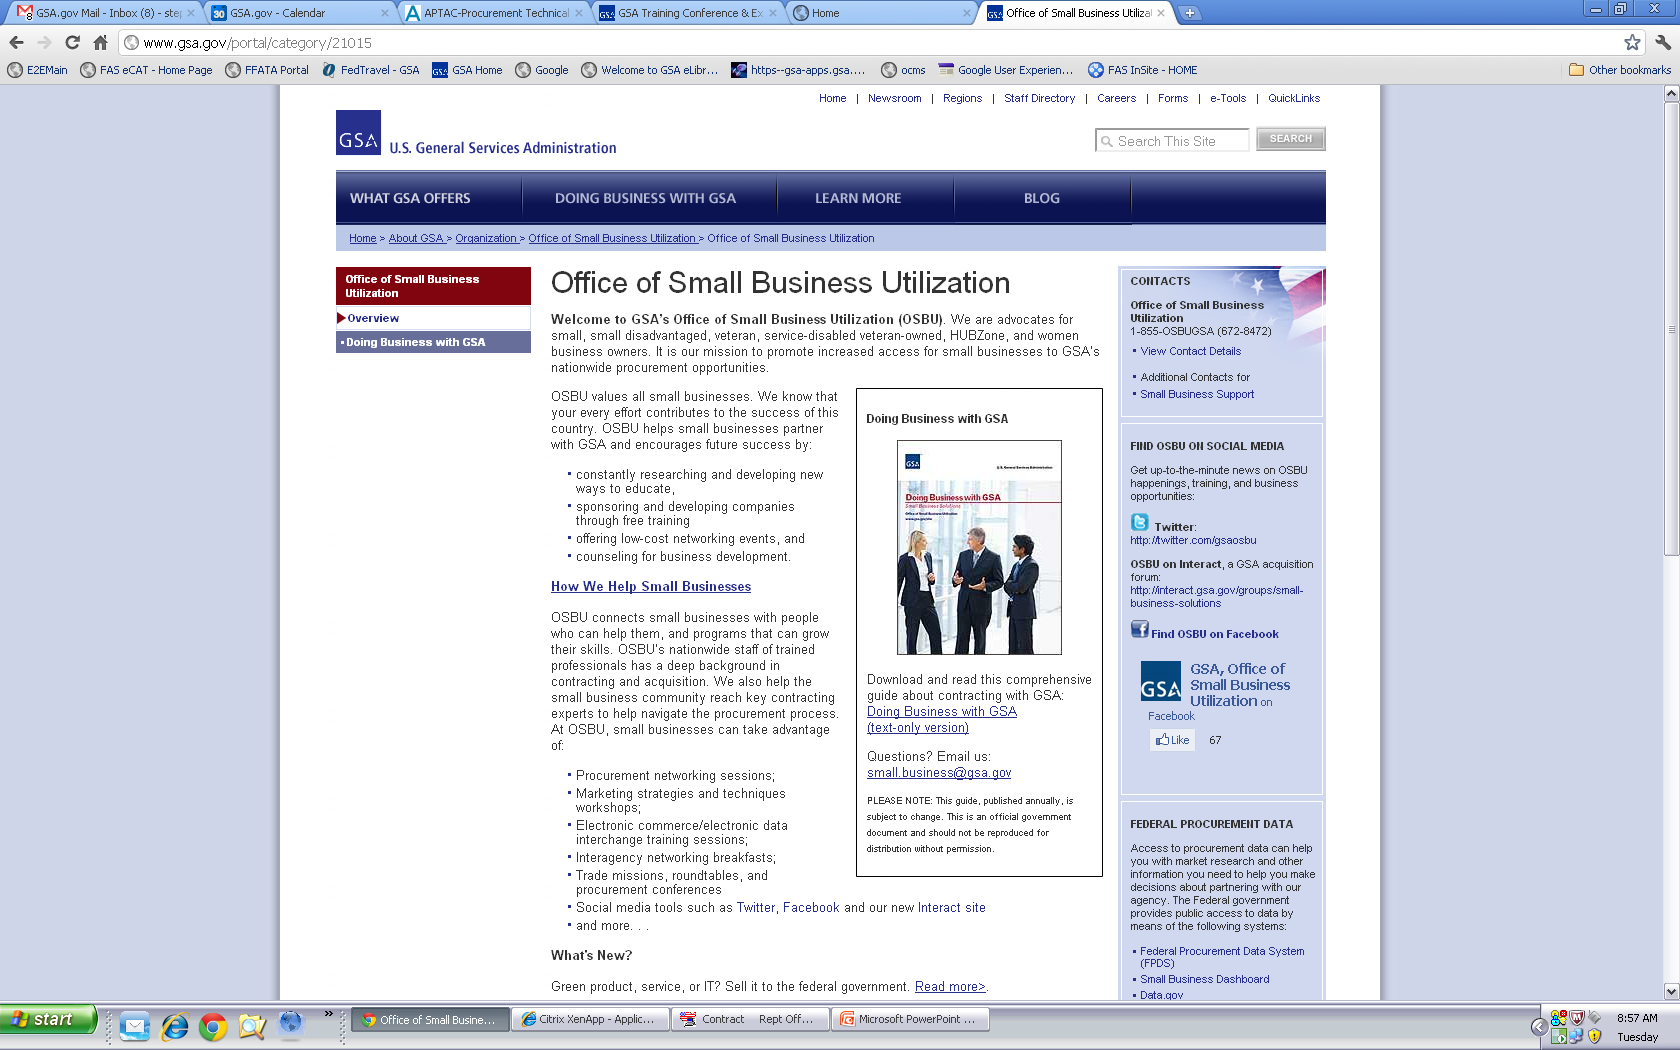 GSA.gov Mail - Inbox (8) - ste
GSA.gov - Calendar
APTAC-Procurement Technical
GSA Training Conference & Ex
Home
Office of Small Business Utiliza
www.gsa.gov/portal/category/21015
E2EMain
FAS eCAT - Home Page
FFATA Portal
FedTravel - GSA
GSA Home
Google
Welcome to GSA eLibr...
https--gsa-apps.gsa....
ocms
Google User Experien...
FAS InSite - HOME
Other bookmarks
Home | Newsroom | Regions | Staff Directory | Careers | Forms | e-Tools | QuickLinks
GSA U.S. General Services Administration
Search This Site
SEARCH
WHAT GSA OFFERS
DOING BUSINESS WITH GSA
LEARN MORE
BLOG
Home > About GSA > Organization > Office of Small Business Utilization > Office of Small Business Utilization
Office of Small Business
Utilization
Overview
Doing Business with GSA
Office of Small Business Utilization
Welcome to GSA's Office of Small Business Utilization (OSBU). We are advocates for
small, small disadvantaged, veteran, service-disabled veteran-owned, HUBZone, and women
business owners. It is our mission to promote increased access for small businesses to GSA's
nationwide procurement opportunities.
OSBU values all small businesses. We know that
your every effort contributes to the success of this
country. OSBU helps small businesses partner
with GSA and encourages future success by:
• constantly researching and developing new
ways to educate,
• sponsoring and developing companies
through free training
• offering low-cost networking events, and
• counseling for business development.
How We Help Small Businesses
OSBU connects small businesses with people
who can help them, and programs that can grow
their skills. OSBU's nationwide staff of trained
professionals has a deep background in
contracting and acquisition. We also help the
small business community reach key contracting
experts to help navigate the procurement process.
At OSBU, small businesses can take advantage
of:
• Procurement networking sessions;
• Marketing strategies and techniques
workshops;
• Electronic commerce/electronic data
interchange training sessions;
• Interagency networking breakfasts;
• Trade missions, roundtables, and
procurement conferences
• Social media tools such as Twitter, Facebook and our new Interact site
• and more. . .
What's New?
Green product, service, or IT? Sell it to the federal government. Read more>.
Doing Business with GSA
GSA
U.S. General Services Administration
Doing Business with GSA
Small Business Solutions
Office of Small Business Utilization
Download and read this comprehensive
guide about contracting with GSA:
Doing Business with GSA
(text-only version)
Questions? Email us:
small.business@gsa.gov
PLEASE NOTE: This guide, published annually, is
subject to change. This is an official government
document and should not be reproduced for
distribution without permission.
CONTACTS
Office of Small Business
Utilization
1-855-OSBUGSA (672-8472)
• View Contact Details
• Additional Contacts for
• Small Business Support
FIND OSBU ON SOCIAL MEDIA
Get up-to-the-minute news on OSBU
happenings, training, and business
opportunities:
Twitter:
http://twitter.com/gsaosbu
OSBU on Interact, a GSA acquisition
forum:
http://interact.gsa.gov/groups/small-
business-solutions
Find OSBU on Facebook
GSA
GSA, Office of
Small Business
Utilization on
Facebook
Like 67
FEDERAL PROCUREMENT DATA
Access to procurement data can help
you with market research and other
information you need to help you make
decisions about partnering with our
agency. The Federal government
provides public access to data by
means of the following systems:
• Federal Procurement Data System
(FPDS)
• Small Business Dashboard
• Data.gov
start
Office of Small Busine...
Citrix XenApp - Applic...
Contract Rept Off...
Microsoft PowerPoint ...
8:57 AM
Tuesday